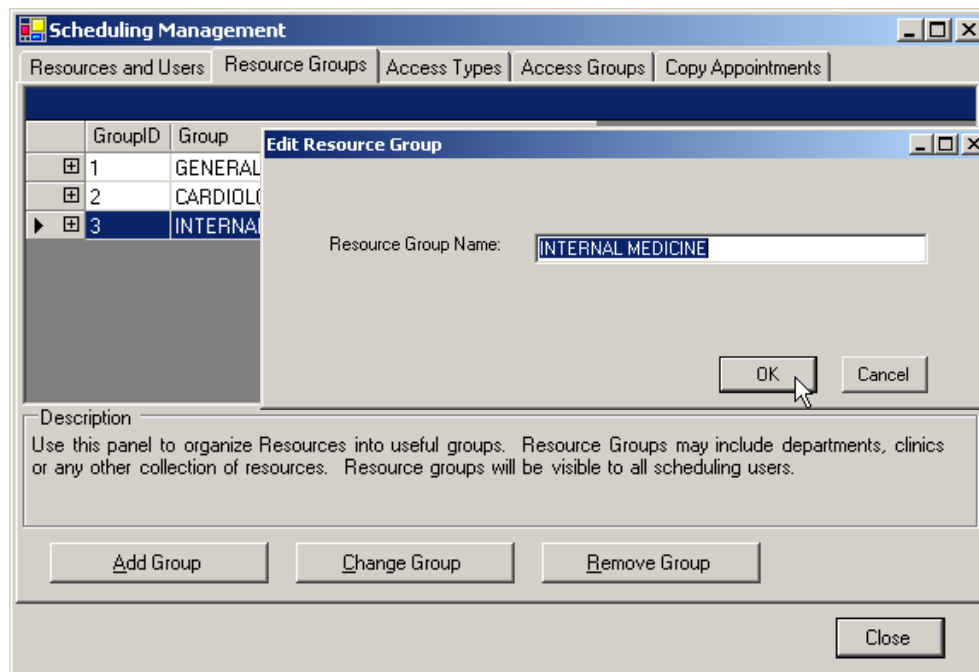 Scheduling Management
Resources and Users Resource Groups Access Types Access Groups Copy Appointments
GroupID Group
Edit Resource Group
1 GENERAL
2
3
Resource Group Name: INTERNAL MEDICINE
OK Cancel
Description
Use this panel to organize Resources into useful groups. Resource Groups may include departments, clinics
or any other collection of resources. Resource groups will be visible to all scheduling users.
Add Group Change Group Remove Group
Close